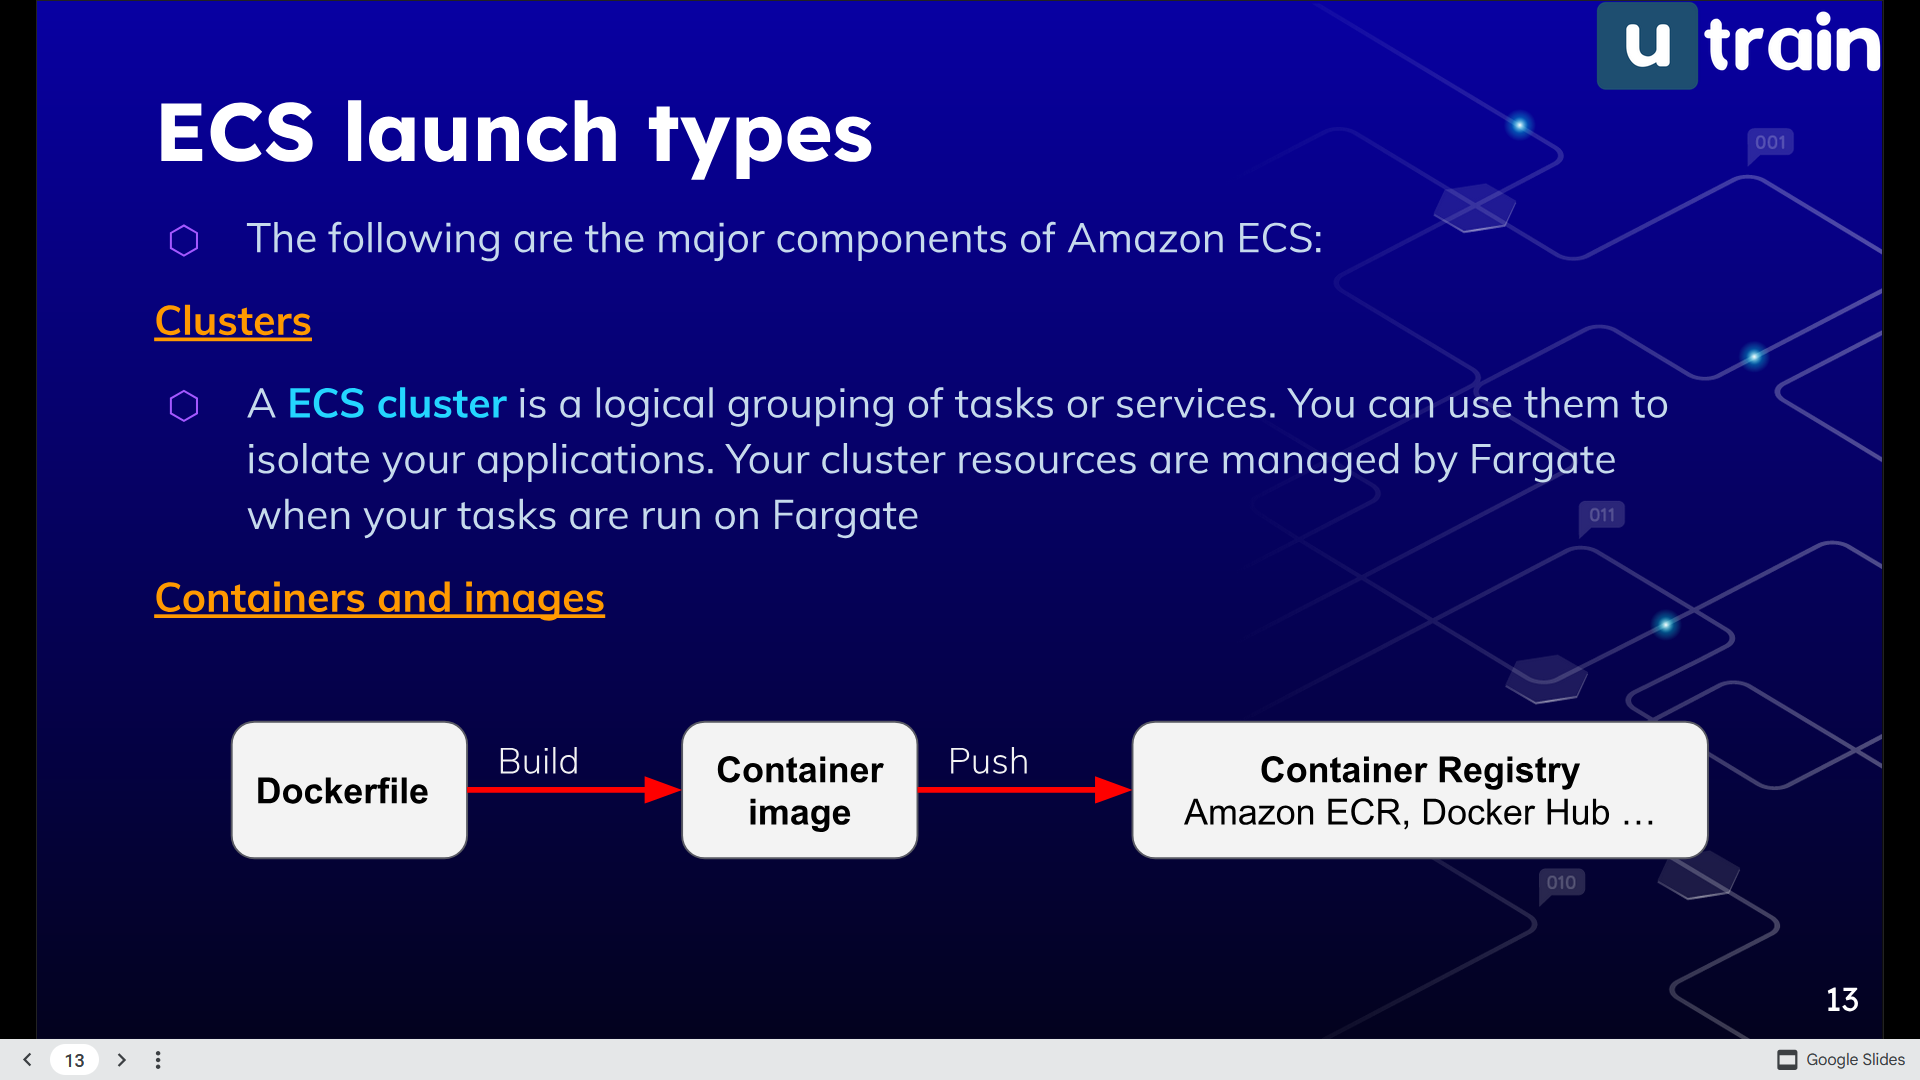 u train
001
ECS launch types
The following are the major components of Amazon ECS:
Clusters
A ECS cluster is a logical grouping of tasks or services. You can use them to
isolate your applications. Your cluster resources are managed by Fargate
when your tasks are run on Fargate
011
Containers and images
Dockerfile
Build
Container
image
Push
Container Registry
Amazon ECR, Docker Hub …
010
13
13
Google Slides